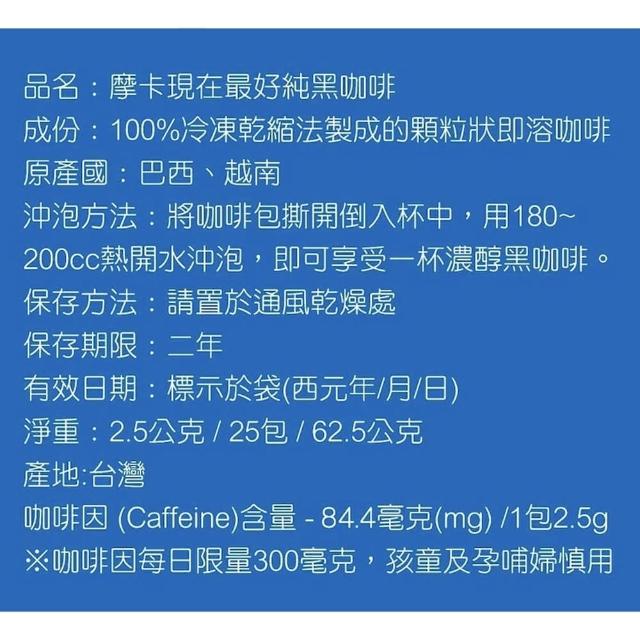 品名：摩卡現在最好純黑咖啡
成份：100%冷凍乾縮法製成的顆粒狀即溶咖啡
原產國：巴西、越南
沖泡方法：將咖啡包撕開倒入杯中，用180~
200cc熱開水沖泡，即可享受一杯濃醇黑咖啡。
保存方法：請置於通風乾燥處
保存期限：二年
有效日期：標示於袋(西元年/月/日)
淨重：2.5公克 / 25包 / 62.5公克
產地:台灣
咖啡因 (Caffeine)含量 - 84.4毫克(mg) /1包2.5g
※咖啡因每日限量300毫克，孩童及孕哺婦慎用